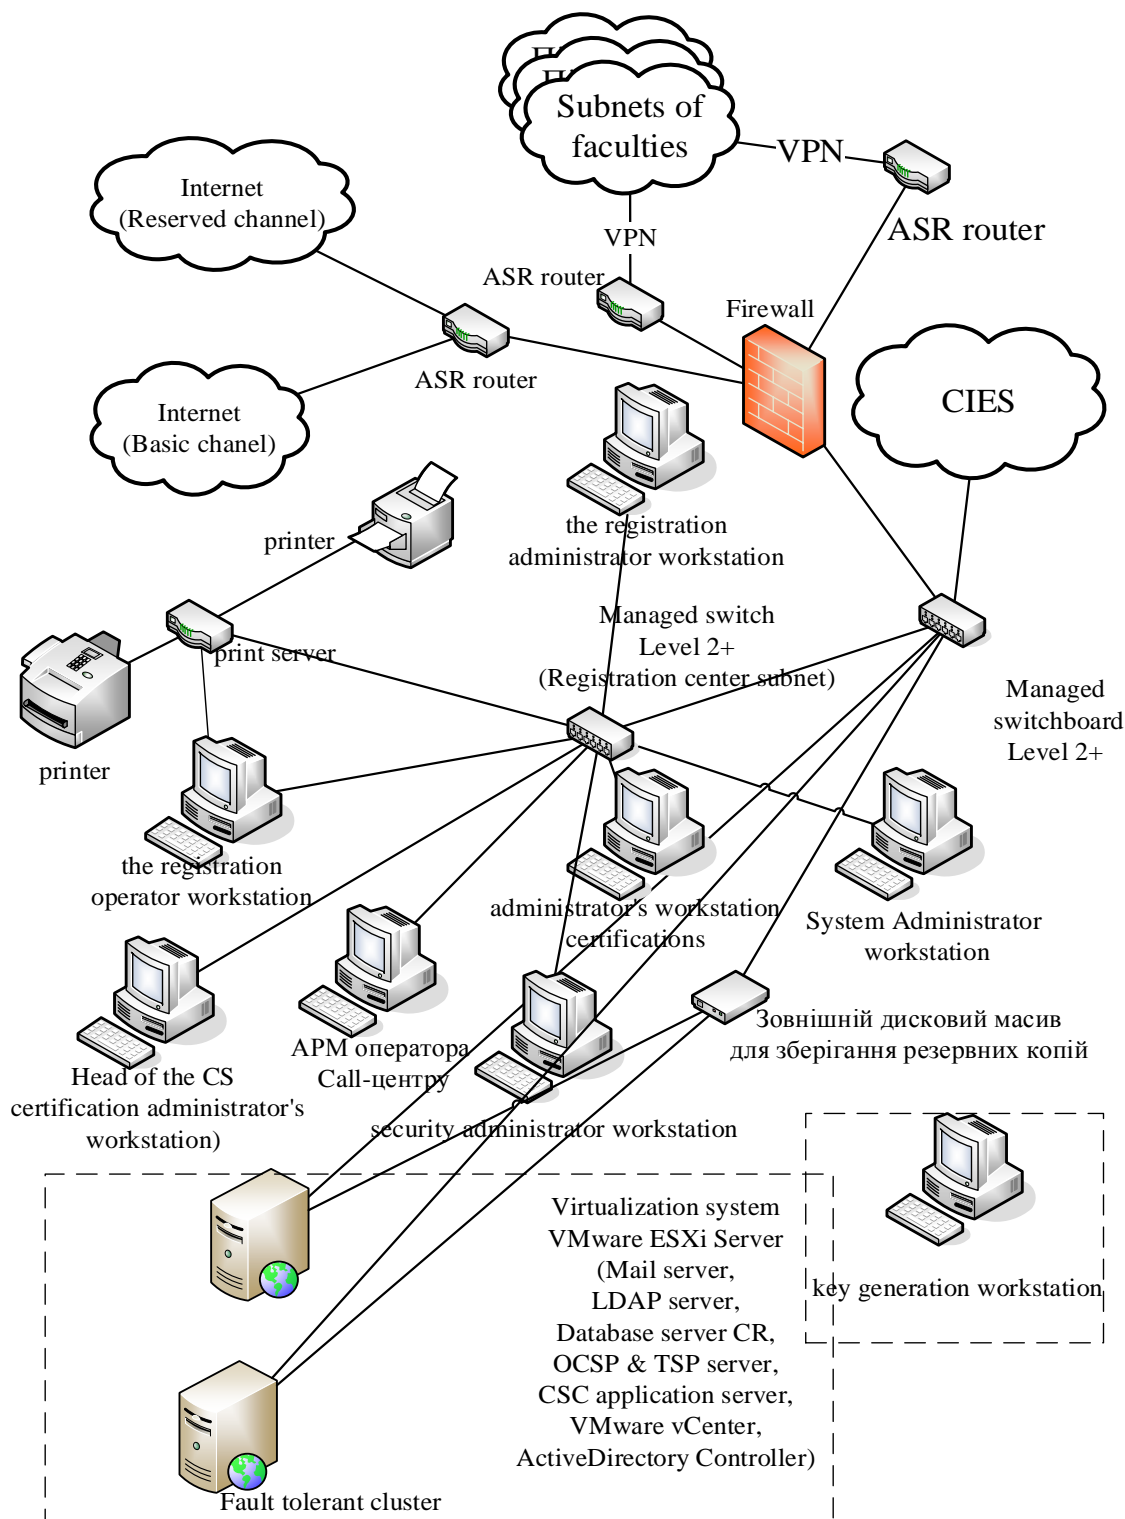 Subnets of
faculties
VPN
ASR router
Internet
(Reserved channel)
VPN
ASR router
Firewall
ASR router
CIES
Internet
(Basic chanel)
the registration
administrator workstation
printer
Managed switch
Level 2+
(Registration center subnet)
print server
Managed
switchboard
Level 2+
printer
the registration
operator workstation
administrator's workstation
certifications
System Administrator
workstation
АРМ оператора
Call-центру
Зовнішній дисковий масив
для зберігання резервних копій
Head of the CS
certification administrator's
workstation)
security administrator workstation
Virtualization system
VMware ESXi Server
(Mail server,
LDAP server,
Database server CR,
OCSP & TSP server,
CSC application server,
VMware vCenter,
ActiveDirectory Controller)
key generation workstation
Fault tolerant cluster